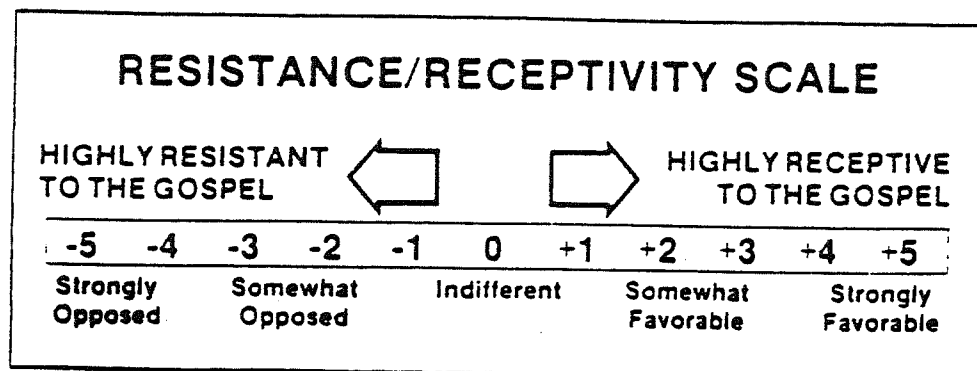 RESISTANCE/RECEPTIVITY SCALE
HIGHLY RESISTANT
TO THE GOSPEL
HIGHLY RECEPTIVE
TO THE GOSPEL
-5 -4 -3 -2 -1 0 +1 +2 +3 +4 +5
Strongly
Opposed
Somewhat
Opposed
Indifferent
Somewhat
Favorable
Strongly
Favorable